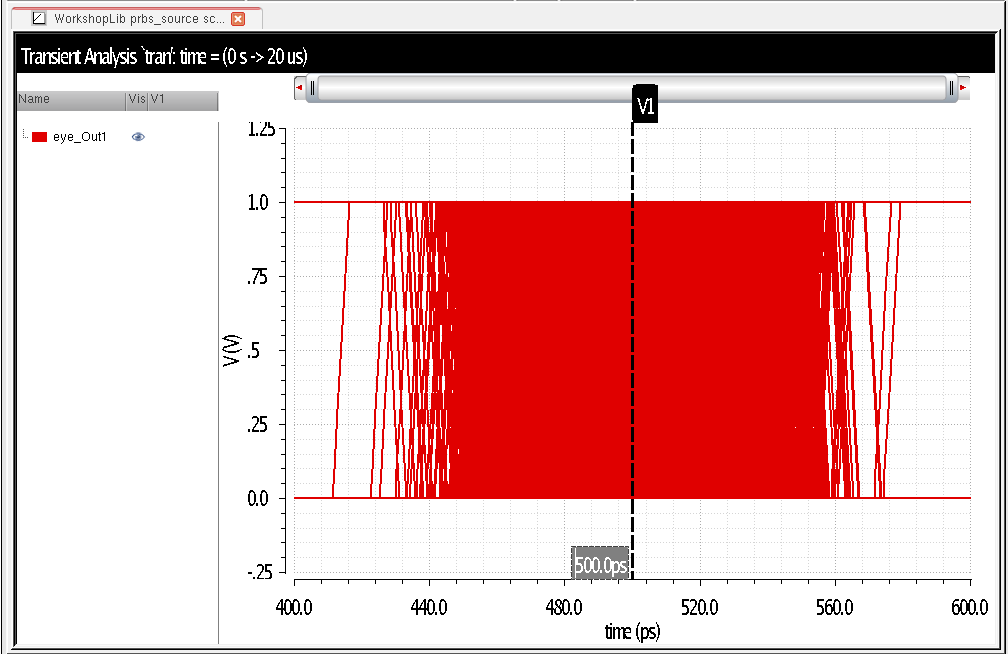 WorkshopLib prbs_source sc...
Transient Analysis `tran': time = (0 s -> 20 us)
Name Vis V1
eye_Out1
V1
1.25
1.0
.75
.5
.25
0.0
-.25
V (V)
500.0ps
400.0 440.0 480.0 520.0 560.0 600.0
time (ps)